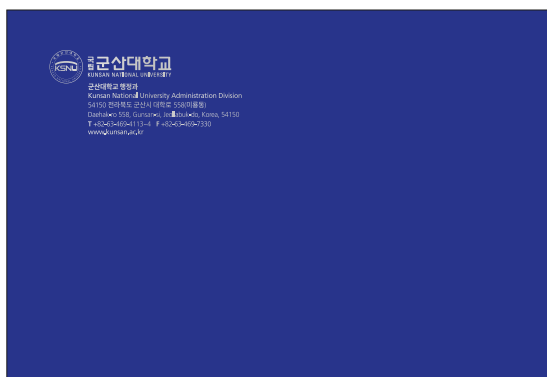 KSNU
국립 군산대학교
KUNSAN NATIONAL UNIVERSITY
군산대학교 행정과
Kunsan National University Administration Division
54150 전라북도 군산시 대학로 558(미룡동)
Daehak-ro 558, Gunsan-si, Jeollabuk-do, Korea, 54150
T +82-63-469-4113~4 F +82-63-469-7330
www.kunsan.ac.kr